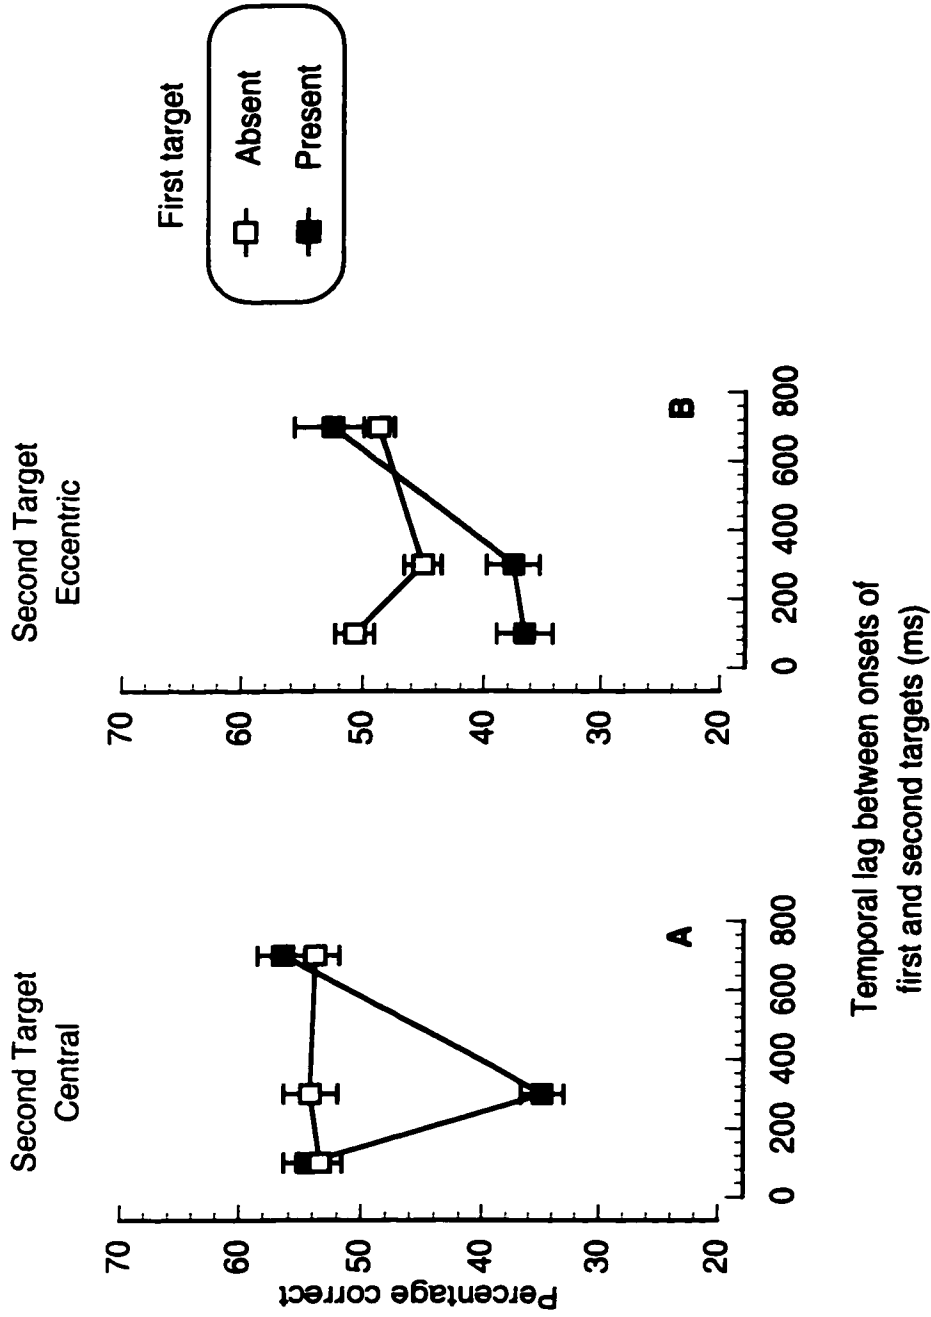 Second Target
Central
Second Target
Eccentric
First target
Absent
Present
Percentage correct
70
60
50
40
30
20
A
0 200 400 600 800
70
60
50
40
30
20
B
0 200 400 600 800
Temporal lag between onsets of
first and second targets (ms)